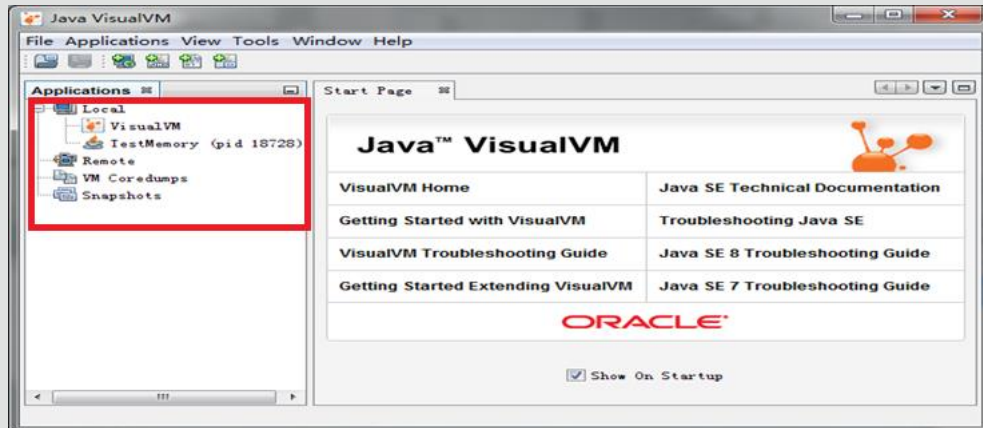 Java VisualVM
File Applications View Tools Window Help
Applications
Start Page
Local
VisualVM
TestMemory (pid 18728)
Remote
VM Coredumps
Snapshots
Java™ VisualVM
VisualVM Home
Java SE Technical Documentation
Getting Started with VisualVM
Troubleshooting Java SE
VisualVM Troubleshooting Guide
Java SE 8 Troubleshooting Guide
Getting Started Extending VisualVM
Java SE 7 Troubleshooting Guide
ORACLE
Show On Startup